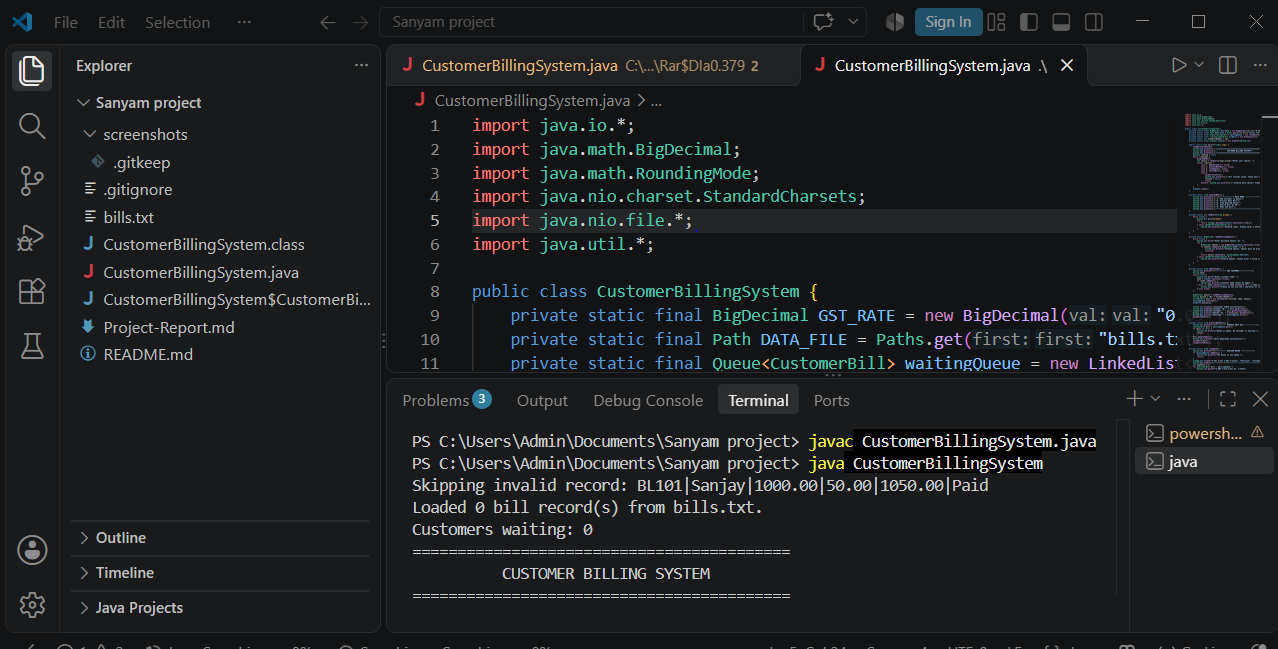 File Edit Selection ··· Sanyam project Sign In
Explorer ···
Sanyam project
screenshots
.gitkeep
.gitignore
bills.txt
CustomerBillingSystem.class
CustomerBillingSystem.java
CustomerBillingSystem$CustomerBi...
Project-Report.md
README.md
Outline
Timeline
Java Projects
CustomerBillingSystem.java C:\...\Rar$DIa0.379 2
CustomerBillingSystem.java .\
CustomerBillingSystem.java > ...
1 import java.io.*;
2 import java.math.BigDecimal;
3 import java.math.RoundingMode;
4 import java.nio.charset.StandardCharsets;
5 import java.nio.file.*;
6 import java.util.*;
7
8 public class CustomerBillingSystem {
9 private static final BigDecimal GST_RATE = new BigDecimal(val: val: "0.
10 private static final Path DATA_FILE = Paths.get(first: first: "bills.tx
11 private static final Queue<CustomerBill> waitingQueue = new LinkedList
Problems 3 Output Debug Console Terminal Ports
PS C:\Users\Admin\Documents\Sanyam project> javac CustomerBillingSystem.java
PS C:\Users\Admin\Documents\Sanyam project> java CustomerBillingSystem
Skipping invalid record: BL101|Sanjay|1000.00|50.00|1050.00|Paid
Loaded 0 bill record(s) from bills.txt.
Customers waiting: 0
==========================================
CUSTOMER BILLING SYSTEM
==========================================
powersh...
java